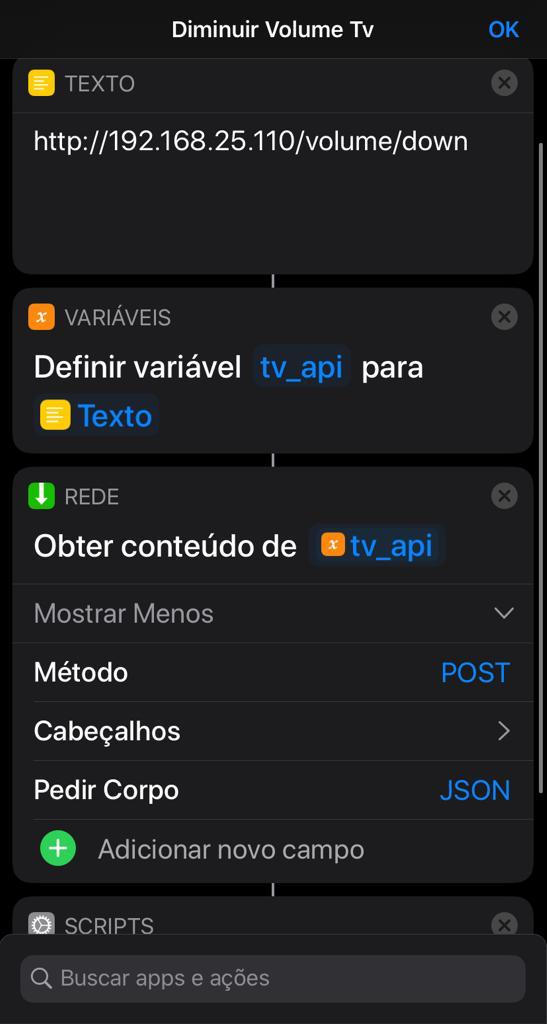 Diminuir Volume Tv
OK
TEXTO
http://192.168.25.110/volume/down
VARIÁVEIS
Definir variável tv_api para
Texto
REDE
Obter conteúdo de tv_api
Mostrar Menos
Método POST
Cabeçalhos
Pedir Corpo JSON
Adicionar novo campo
SCRIPTS
Buscar apps e ações